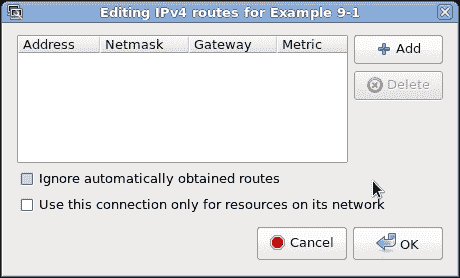 Editing IPv4 routes for Example 9-1
Address Netmask Gateway Metric
Add
Delete
Ignore automatically obtained routes
Use this connection only for resources on its network
Cancel
OK